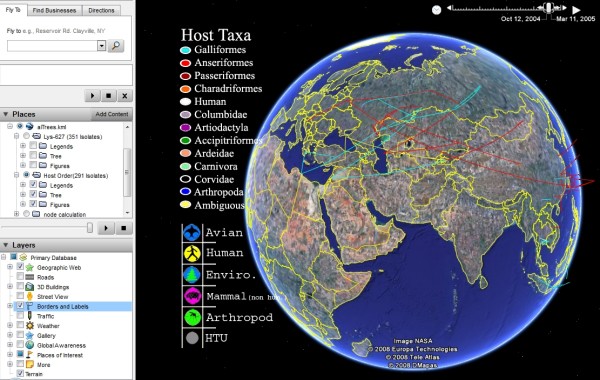 Fly To
Find Businesses
Directions
Fly to e.g., Reservoir Rd. Clayville, NY
Places
Add Content
alTrees.kml
Lys-627 (351 Isolates)
Legends
Tree
Figures
Host Order(291 Isolates)
Legends
Tree
Figures
node calculation
Layers
Primary Database
Geographic Web
Roads
3D Buildings
Street View
Borders and Labels
Traffic
Weather
Gallery
Global Awareness
Places of Interest
More
Terrain
Oct 12, 2004
Mar 11, 2005
Host Taxa
Galliformes
Anseriformes
Passeriformes
Charadriformes
Human
Columbidae
Artiodactyla
Accipitriformes
Ardeidae
Carnivora
Corvidae
Arthropoda
Ambiguous
Avian
Human
Enviro.
Mammal(non hum.)
Arthropod
HTU
Image NASA
© 2008 Europa Technologies
© 2008 Tele Atlas
© 2008 DMapas